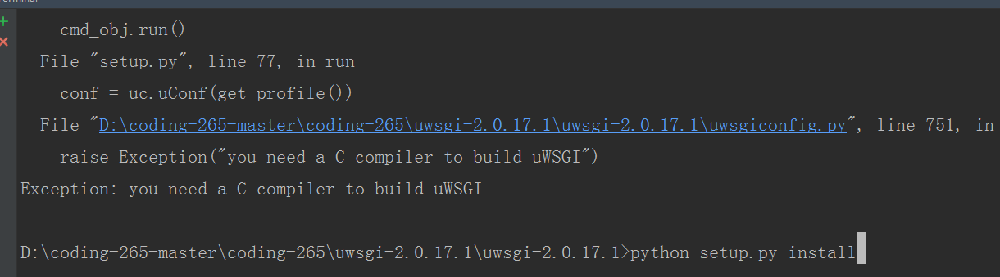 cmd_obj.run()
File "setup.py", line 77, in run
conf = uc.uConf(get_profile())
File "D:\coding-265-master\coding-265\uwsgi-2.0.17.1\uwsgi-2.0.17.1\uwsgiconfig.py", line 751, in
raise Exception("you need a C compiler to build uWSGI")
Exception: you need a C compiler to build uWSGI
D:\coding-265-master\coding-265\uwsgi-2.0.17.1\uwsgi-2.0.17.1>python setup.py install